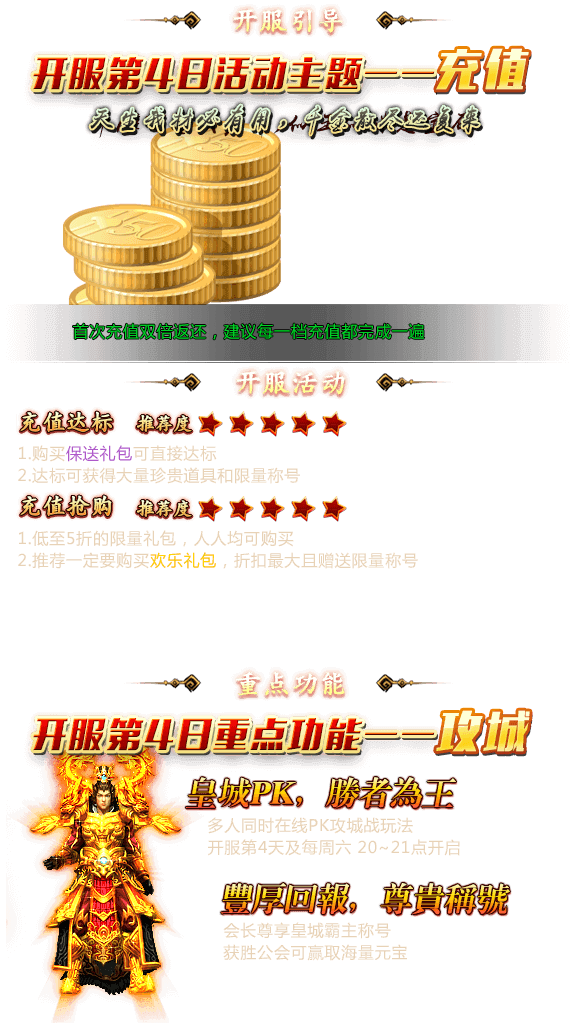 开服引导
开服第4日活动主题——充值
天生我材必有用，千金散尽还复来
首次充值双倍返还，建议每一档充值都完成一遍
开服活动
充值达标 推荐度
1.购买保送礼包可直接达标
2.达标可获得大量珍贵道具和限量称号
充值抢购 推荐度
1.低至5折的限量礼包，人人均可购买
2.推荐一定要购买欢乐礼包，折扣最大且赠送限量称号
重点功能
开服第4日重点功能——攻城
皇城PK，勝者為王
多人同时在线PK攻城战玩法
开服第4天及每周六 20~21点开启
豐厚回報，尊貴稱號
会长尊享皇城霸主称号
获胜公会可赢取海量元宝